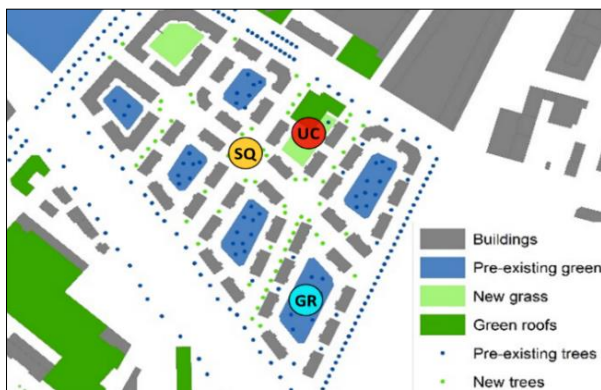 UC
SQ
GR
Buildings
Pre-existing green
New grass
Green roofs
Pre-existing trees
New trees